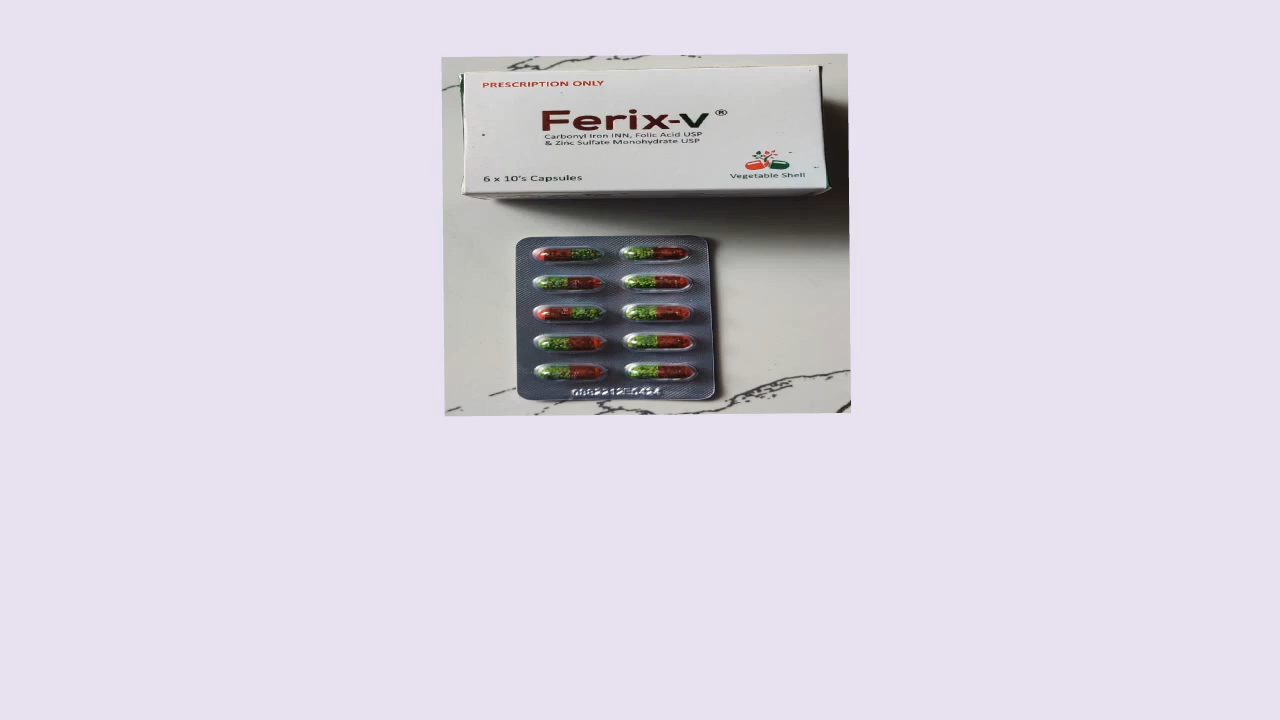 PRESCRIPTION ONLY
Ferix-V®
Carbonyl Iron INN, Folic Acid USP
& Zinc Sulfate Monohydrate USP
6 x 10's Capsules
Vegetable Shell